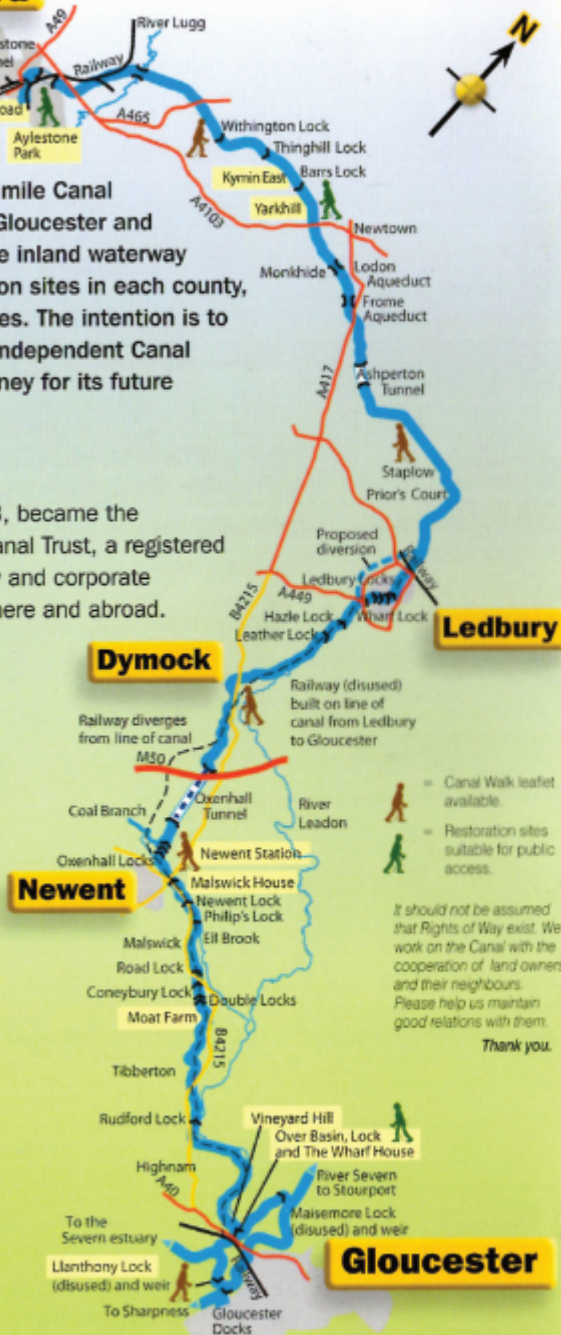 A49
River Lugg
Railway
A465
Aylestone
Park
N
Withington Lock
Thinghill Lock
Kymin East
Barrs Lock
Yarkhill
A4103
Newtown
mile Canal
Gloucester and
inland waterway
on sites in each county,
es. The intention is to
ndependent Canal
ney for its future
Monkhide
Lodon
Aqueduct
Frome
Aqueduct
A417
Ashperton
Tunnel
Staplow
Prior's Court
became the
anal Trust, a registered
and corporate
here and abroad.
Proposed
diversion
Railway
Ledbury Locks
B4215
A449
Hazle Lock
Wharf Lock
Leather Lock
Ledbury
Dymock
Railway (disused)
built on line of
canal from Ledbury
to Gloucester
Railway diverges
from line of canal
M50
Coal Branch
Oxenhall
Tunnel
River
Leadon
= Canal Walk leaflet
available.
= Restoration sites
suitable for public
access.
Oxenhall Locks
Newent Station
Newent
Malswick House
Newent Lock
Philip's Lock
Malswick
Ell Brook
Road Lock
Coneybury Lock
Double Locks
Moat Farm
B4215
It should not be assumed
that Rights of Way exist. We
work on the Canal with the
cooperation of land owners
and their neighbours.
Please help us maintain
good relations with them.
Thank you.
Tibberton
Rudford Lock
Vineyard Hill
Over Basin, Lock
and The Wharf House
Highnam
A40
River Severn
to Stourport
Maisemore Lock
(disused) and weir
To the
Severn estuary
Gloucester
Llanthony Lock
(disused) and weir
Railway
To Sharpness
Gloucester
Docks